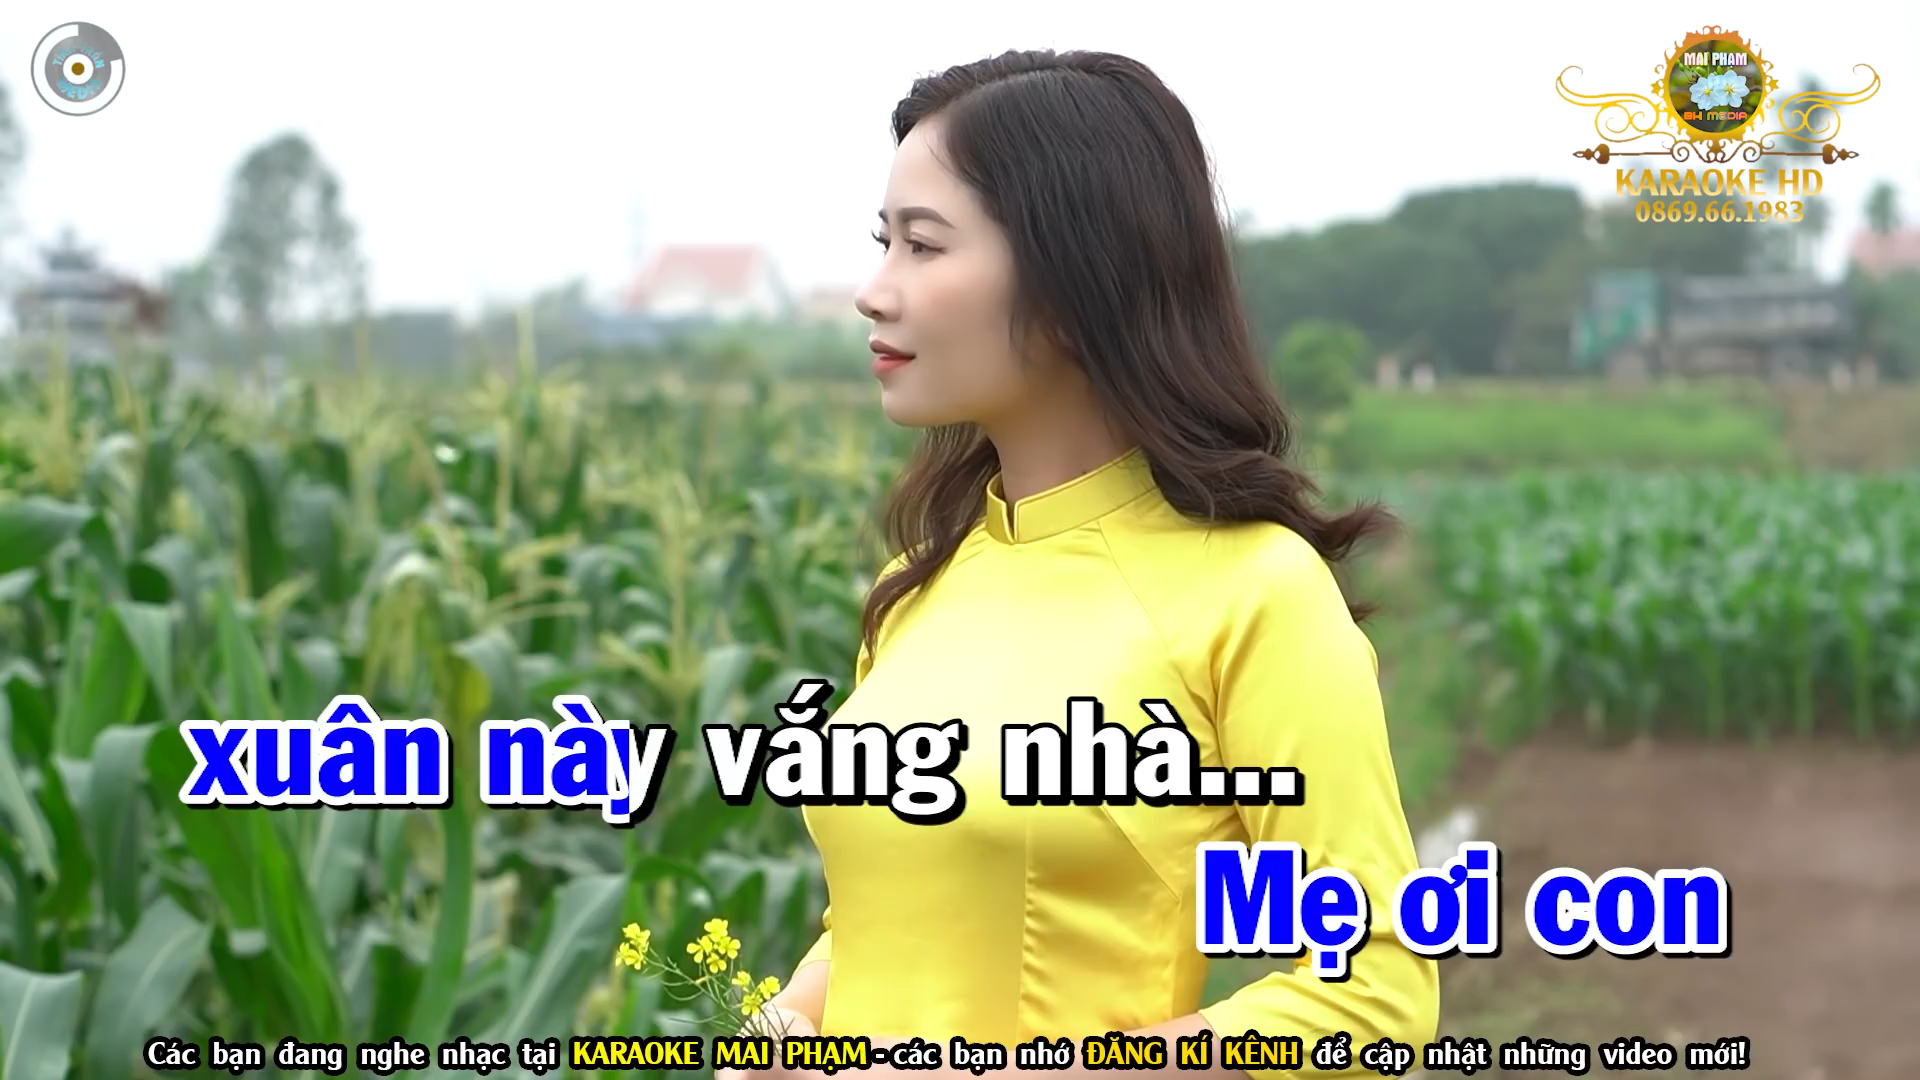 MAI PHẠM
BH MEDIA
KARAOKE HD
0869.66.1983
xuân này vắng nhà...
Mẹ ơi con
Các bạn đang nghe nhạc tại KARAOKE MAI PHẠM - các bạn nhớ ĐĂNG KÍ KÊNH để cập nhật những video mới!